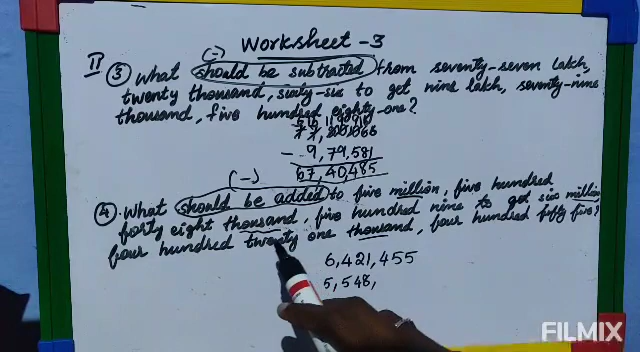 Worksheet -3
(-)
II ③ What should be subtracted from seventy-seven lakh,
twenty thousand, sixty-six to get nine lakh, seventy-nine
thousand, five hundred eighty-one?
- 9,79,581
67,40,485
(-)
④. What should be added to five million, five hundred
forty eight thousand, five hundred nine to get six million
four hundred twenty one thousand, four hundred fifty five?
6,421,455
5,548,
FILMIX